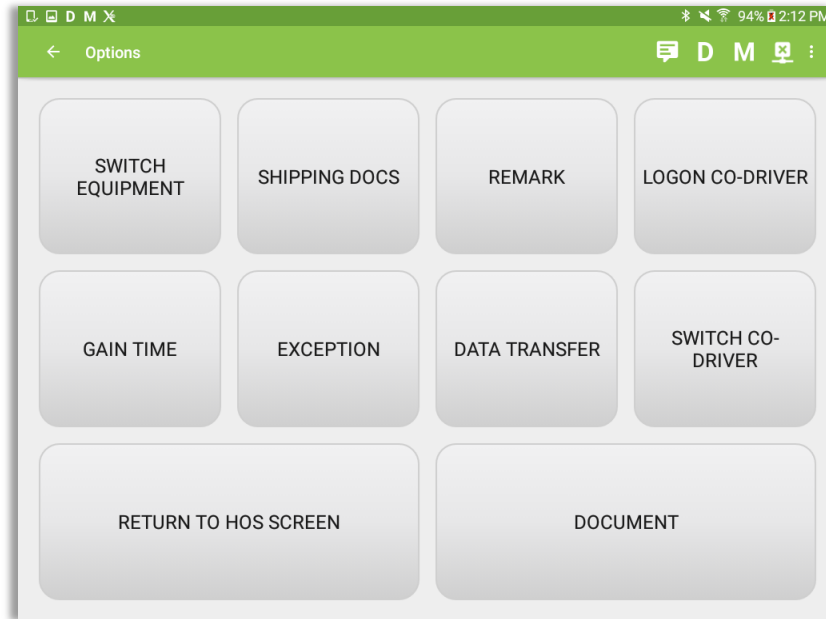 D M
94% 2:12 PM
Options
D M
SWITCH
EQUIPMENT
SHIPPING DOCS
REMARK
LOGON CO-DRIVER
GAIN TIME
EXCEPTION
DATA TRANSFER
SWITCH CO-
DRIVER
RETURN TO HOS SCREEN
DOCUMENT